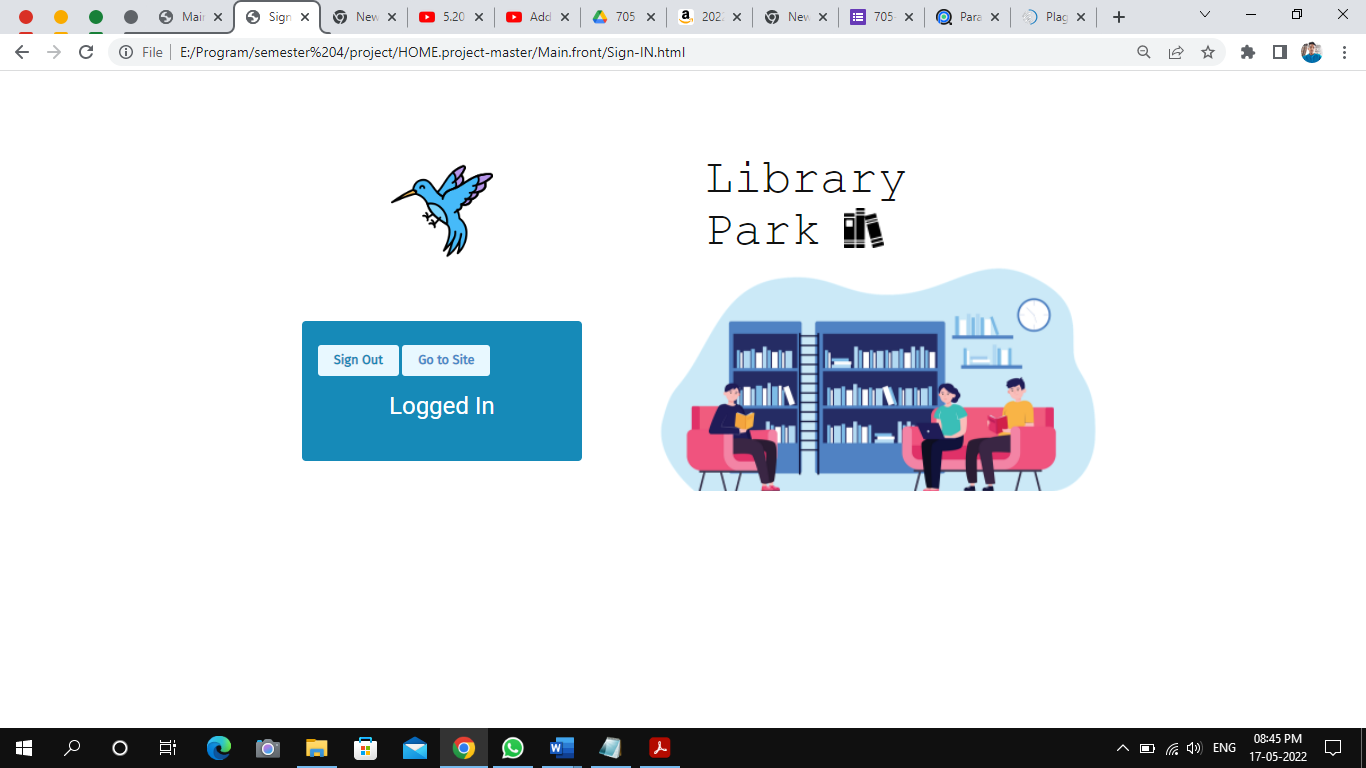 Main
Sign
New
5.20
Add
705
2022
New
705
Para
Plag
File
E:/Program/semester%204/project/HOME.project-master/Main.front/Sign-IN.html
Library
Park
Sign Out
Go to Site
Logged In
ENG
08:45 PM
17-05-2022